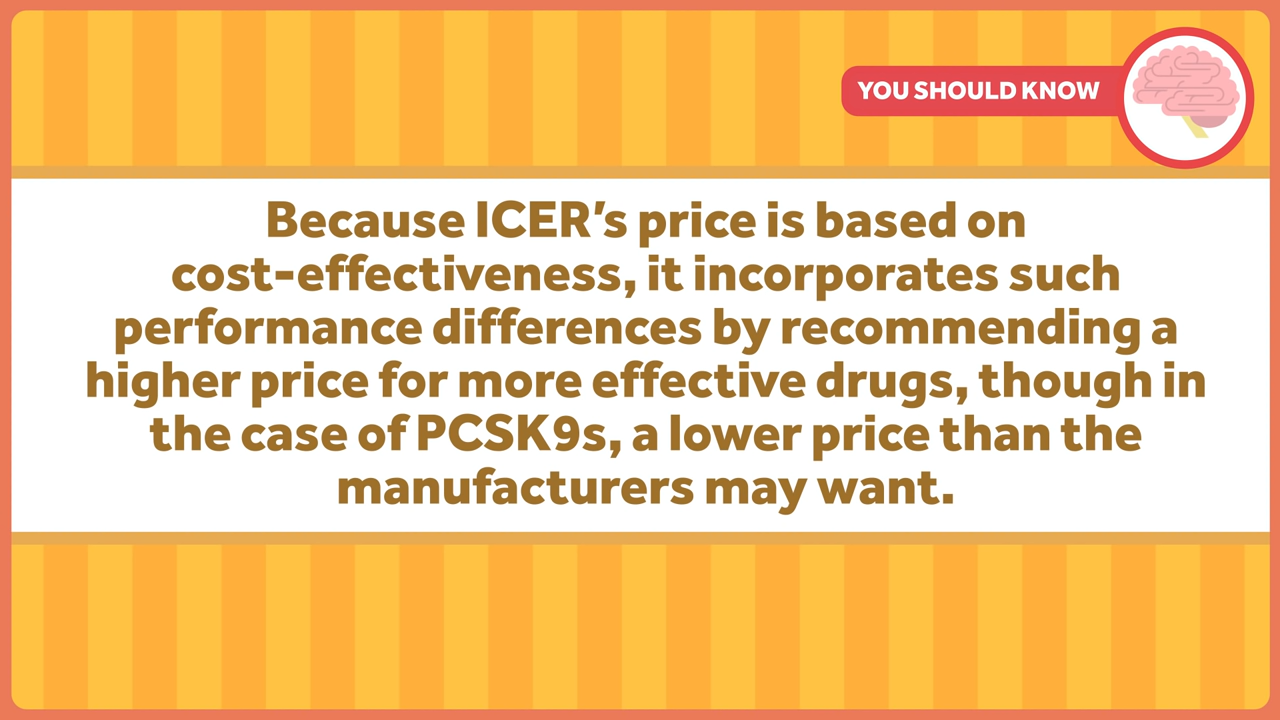 YOU SHOULD KNOW
Because ICER’s price is based on
cost-effectiveness, it incorporates such
performance differences by recommending a
higher price for more effective drugs, though in
the case of PCSK9s, a lower price than the
manufacturers may want.